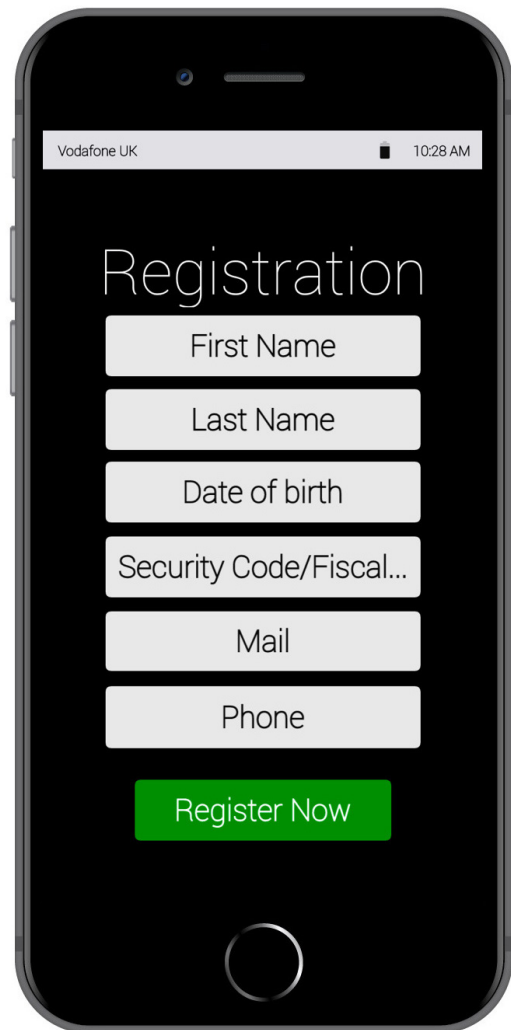 Vodafone UK 10:28 AM
Registration
First Name
Last Name
Date of birth
Security Code/Fiscal...
Mail
Phone
Register Now